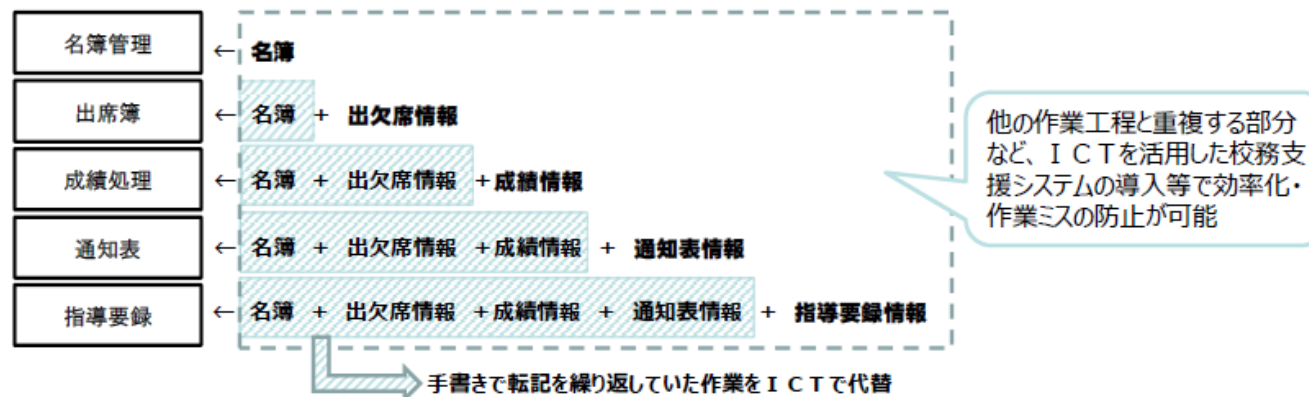 名簿管理 ← 名簿
出席簿 ← 名簿 + 出欠席情報
成績処理 ← 名簿 + 出欠席情報 +成績情報
通知表 ← 名簿 + 出欠席情報 +成績情報 + 通知表情報
指導要録 ← 名簿 + 出欠席情報 +成績情報 + 通知表情報 + 指導要録情報
他の作業工程と重複する部分
など、ＩＣＴを活用した校務支
援システムの導入等で効率化・
作業ミスの防止が可能
手書きで転記を繰り返していた作業をＩＣＴで代替